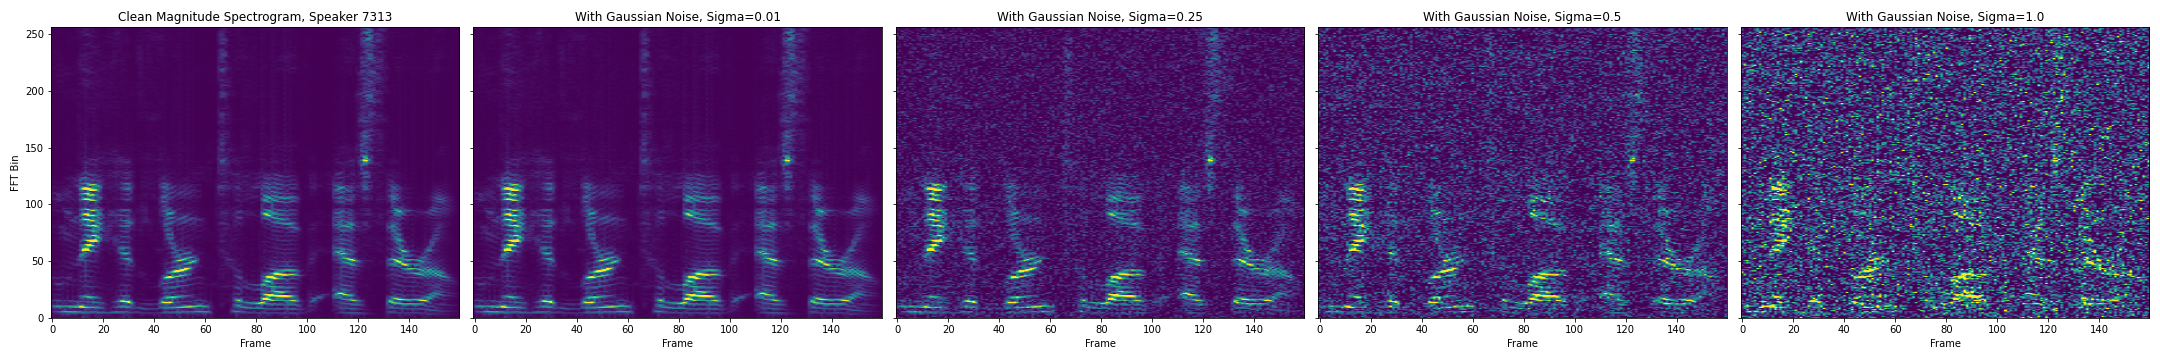 Clean Magnitude Spectrogram, Speaker 7313
With Gaussian Noise, Sigma=0.01
With Gaussian Noise, Sigma=0.25
With Gaussian Noise, Sigma=0.5
With Gaussian Noise, Sigma=1.0
FFT Bin
250
200
150
100
50
0
0 20 40 60 80 100 120 140
0 20 40 60 80 100 120 140
0 20 40 60 80 100 120 140
0 20 40 60 80 100 120 140
0 20 40 60 80 100 120 140
Frame
Frame
Frame
Frame
Frame